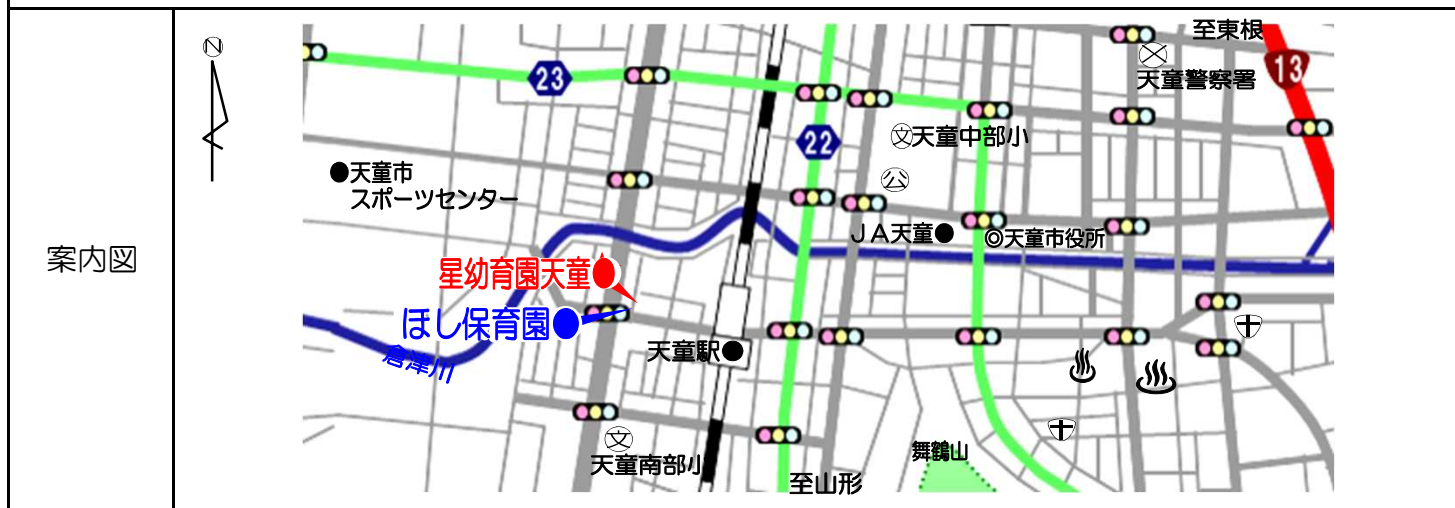 案内図
N
至東根
13
23
天童警察署
22
文天童中部小
天童市
スポーツセンター
公
ＪＡ天童
天童市役所
星幼育園天童
ほし保育園
天童駅
倉津川
文
天童南部小
舞鶴山
至山形